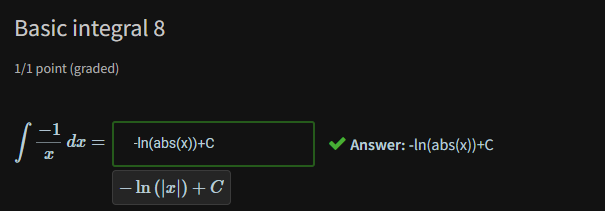 Basic integral 8
1/1 point (graded)
∫ −1/x dx = -ln(abs(x))+C ✔ Answer: -ln(abs(x))+C
− ln (|x|) + C